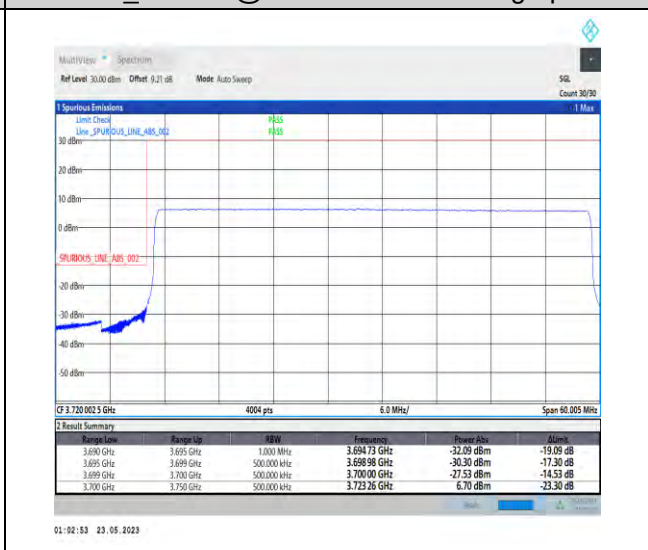 MultiView Spectrum
Ref Level 30.00 dBm Offset 9.21 dB Mode Auto Sweep SGL
Count 30/30
1 Spurious Emissions 1 Max
Limit Check PASS
Line _SPURIOUS_LINE_ABS_002 PASS
30 dBm
20 dBm
10 dBm
0 dBm
SPURIOUS_LINE_ABS_002
-20 dBm
-30 dBm
-40 dBm
-50 dBm
CF 3.720 002 5 GHz 4004 pts 6.0 MHz/ Span 60.005 MHz
2 Result Summary
Range Low Range Up RBW Frequency Power Abs ΔLimit
3.690 GHz 3.695 GHz 1.000 MHz 3.694 73 GHz -32.09 dBm -19.09 dB
3.695 GHz 3.699 GHz 500.000 kHz 3.698 98 GHz -30.30 dBm -17.30 dB
3.699 GHz 3.700 GHz 500.000 kHz 3.700 00 GHz -27.53 dBm -14.53 dB
3.700 GHz 3.750 GHz 500.000 kHz 3.723 26 GHz 6.70 dBm -23.30 dB
01:02:53 23.05.2023